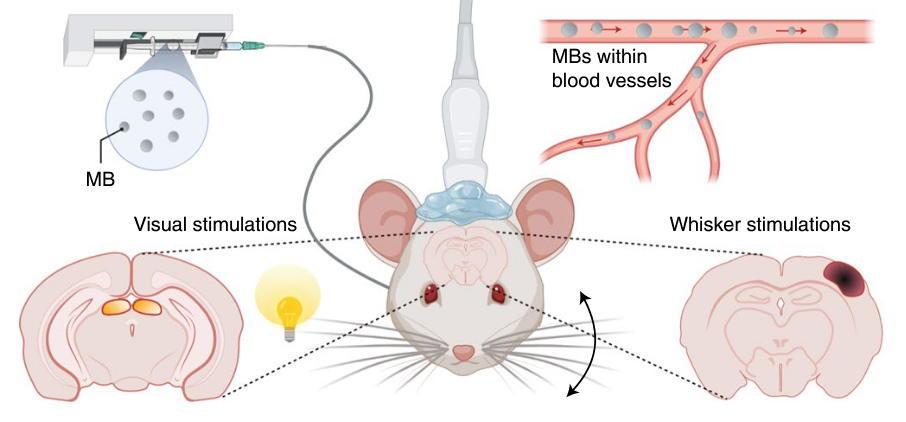 MBs within
blood vessels
MB
Visual stimulations
Whisker stimulations